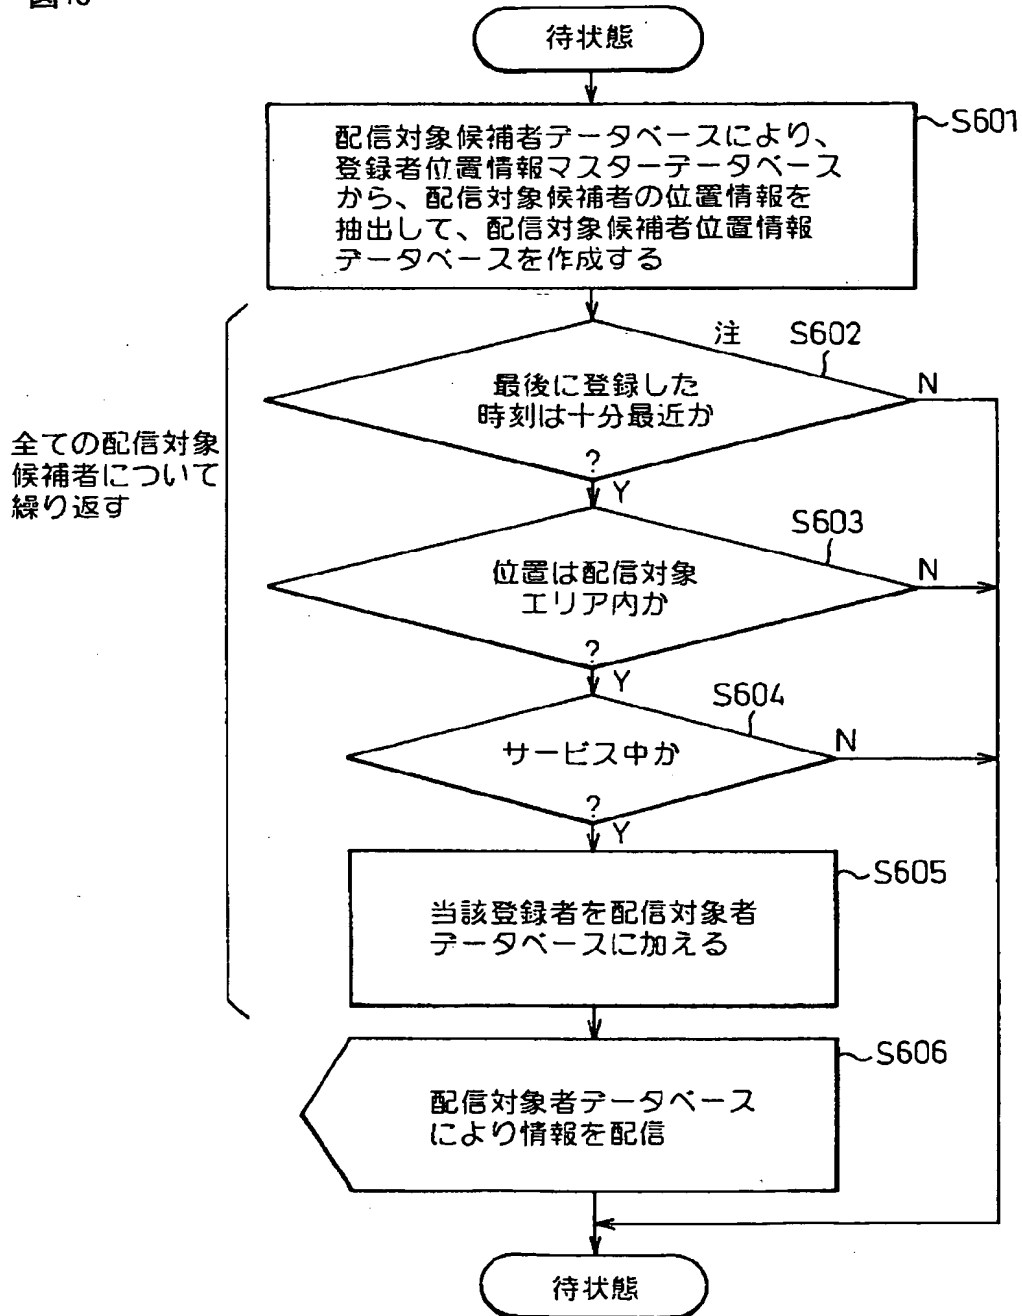 待状態
配信対象候補者データベースにより、
登録者位置情報マスターデータベース
から、配信対象候補者の位置情報を
抽出して、配信対象候補者位置情報
データベースを作成する
S601
注
S602
最後に登録した
時刻は十分最近か
?
N
Y
全ての配信対象
候補者について
繰り返す
S603
位置は配信対象
エリア内か
?
N
Y
S604
サービス中か
?
N
Y
S605
当該登録者を配信対象者
データベースに加える
S606
配信対象者データベース
により情報を配信
待状態